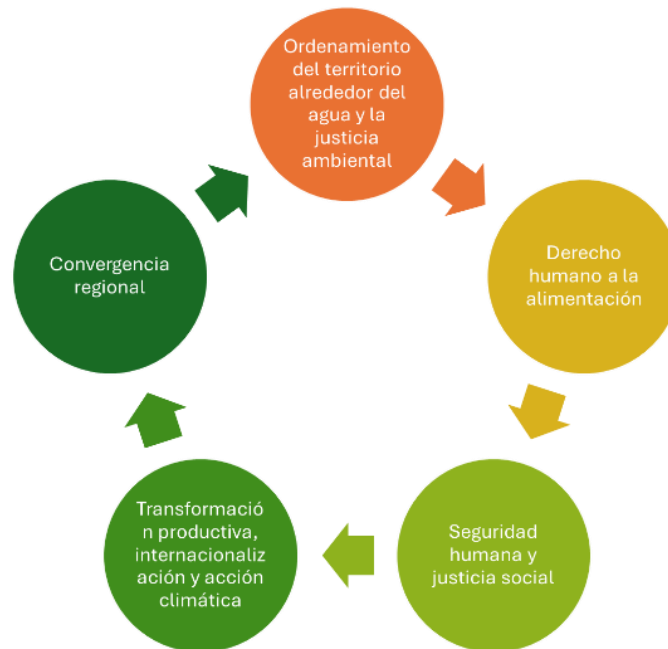 Ordenamiento
del territorio
alrededor del
agua y la
justicia
ambiental
Derecho
humano a la
alimentación
Seguridad
humana y
justicia social
Transformació
n productiva,
internacionaliz
ación y acción
climática
Convergencia
regional